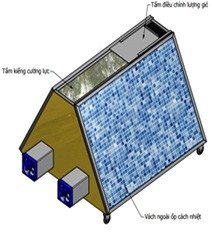 Tấm điều chỉnh lượng gió
Tấm kiếng cường lực
Vách ngoài ốp cách nhiệt